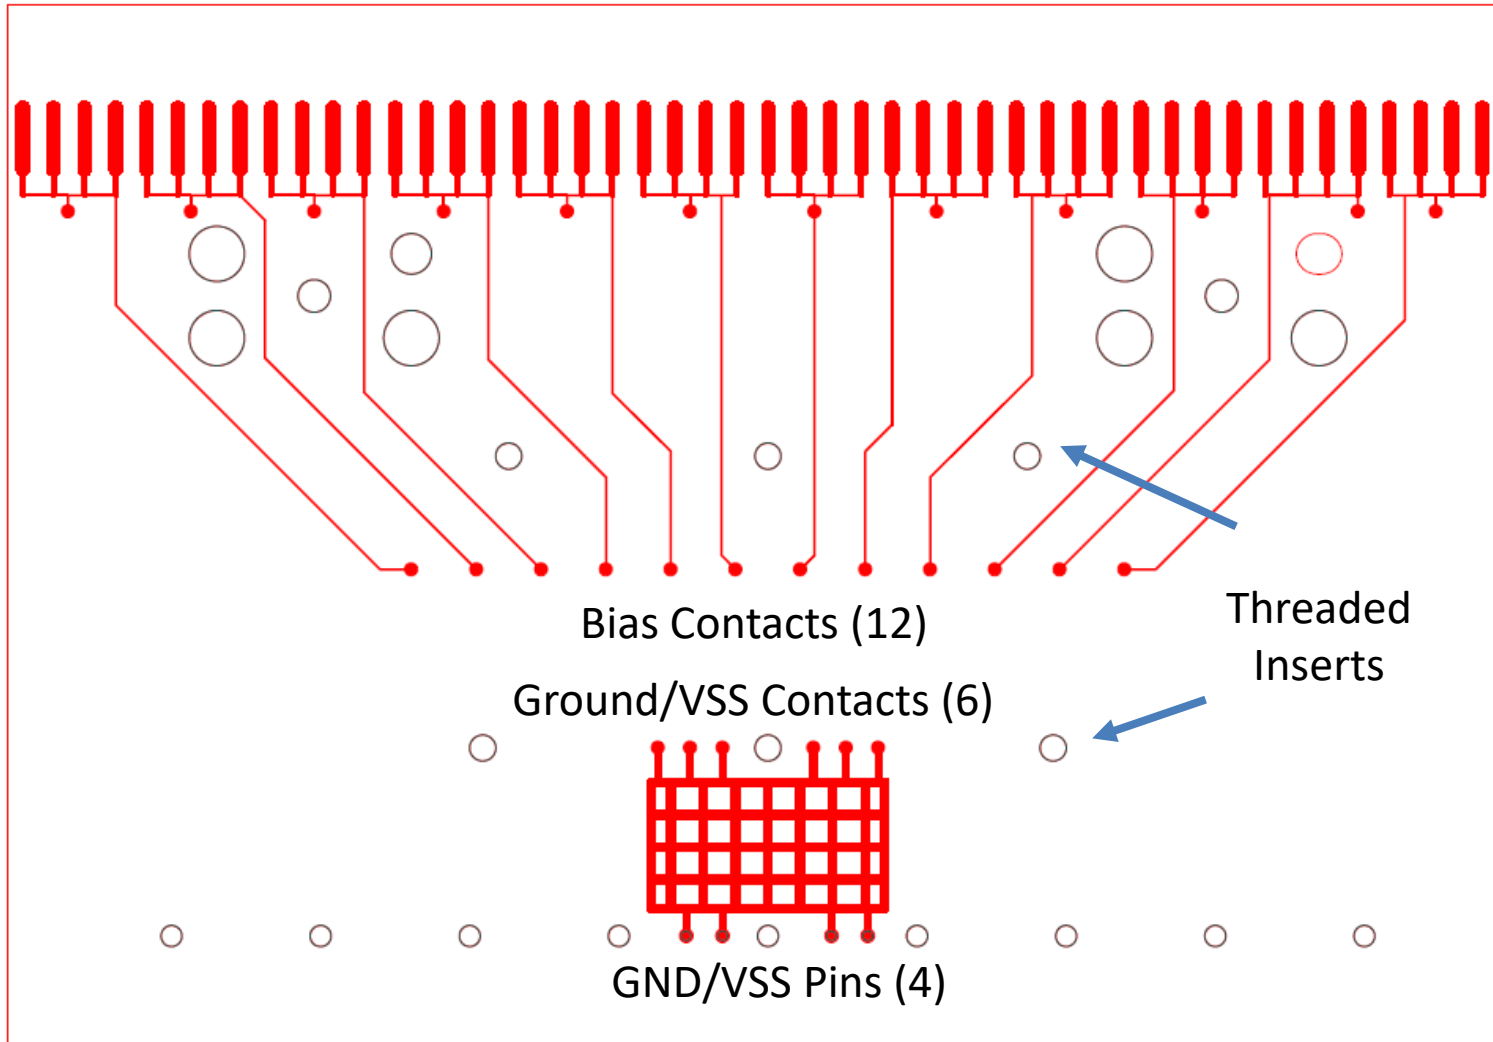 Bias Contacts (12)
Threaded
Inserts
Ground/VSS Contacts (6)
GND/VSS Pins (4)